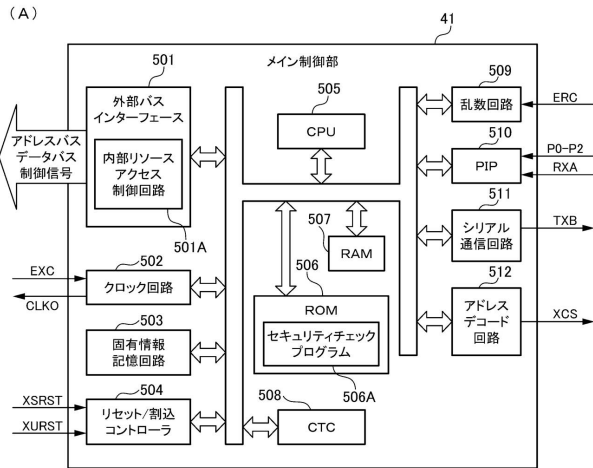 (A)
41
メイン制御部
501
外部バス
インターフェース
内部リソース
アクセス
制御回路
501A
アドレスバス
データバス
制御信号
505
CPU
509
乱数回路
ERC
510
PIP
P0-P2
RXA
511
シリアル
通信回路
TXB
507
RAM
502
クロック回路
EXC
CLKO
506
ROM
セキュリティチェック
プログラム
506A
512
アドレス
デコード
回路
XCS
503
固有情報
記憶回路
504
リセット/割込
コントローラ
XSRST
XURST
508
CTC